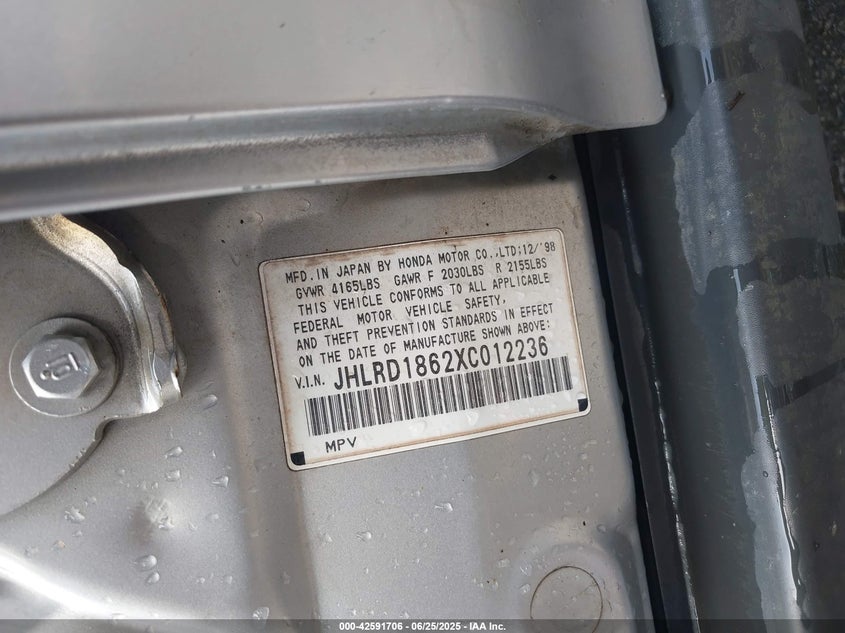 MFD. IN JAPAN BY HONDA MOTOR CO.,LTD;12/'98
GVWR 4165LBS GAWR F 2030LBS R 2155LBS
THIS VEHICLE CONFORMS TO ALL APPLICABLE
FEDERAL MOTOR VEHICLE SAFETY,
AND THEFT PREVENTION STANDARDS IN EFFECT
ON THE DATE OF MANUFACTURE SHOWN ABOVE:
V.I.N. JHLRD1862XC012236
MPV
000-42591706 - 06/25/2025 - IAA Inc.